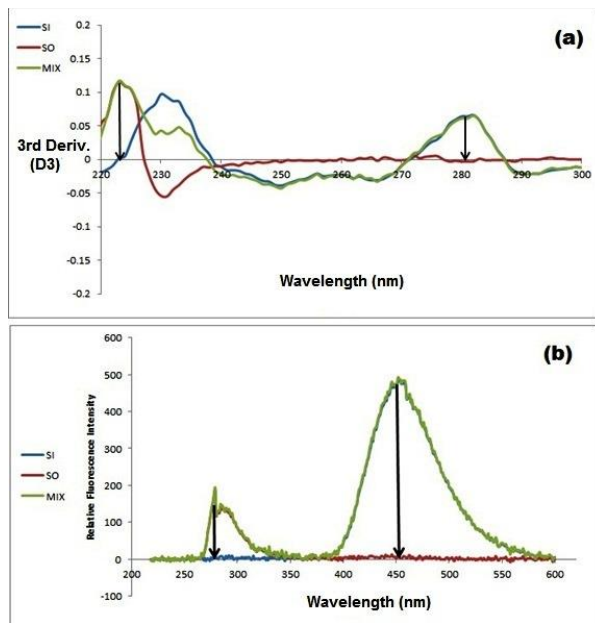 (a)
SI
SO
MIX
3rd Deriv.
(D3)
0.2
0.15
0.1
0.05
0
-0.05
-0.1
-0.15
-0.2
220 230 240 250 260 270 280 290 300
Wavelength (nm)
(b)
SI
SO
MIX
Relative Fluorescence Intensity
600
500
400
300
200
100
0
-100
200 250 300 350 400 450 500 550 600
Wavelength (nm)